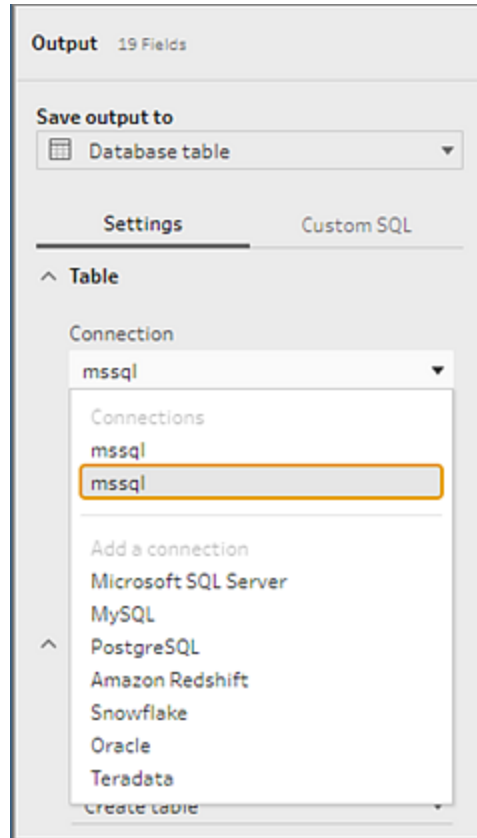 Output 19 Fields
Save output to
Database table
Settings Custom SQL
Table
Connection
mssql
Connections
mssql
mssql
Add a connection
Microsoft SQL Server
MySQL
PostgreSQL
Amazon Redshift
Snowflake
Oracle
Teradata
Create table